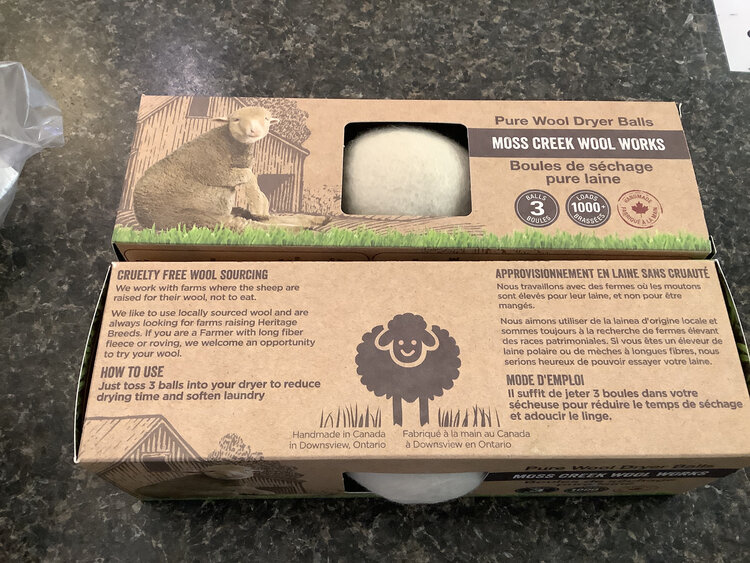 Pure Wool Dryer Balls
MOSS CREEK WOOL WORKS
Boules de séchage
pure laine
BALLS
3
BOULES
LOADS
1000+
BRASSÉES
HANDMADE
FABRIQUÉ À LA MAIN
CRUELTY FREE WOOL SOURCING
We work with farms where the sheep are
raised for their wool, not to eat.
We like to use locally sourced wool and are
always looking for farms raising Heritage
Breeds. If you are a Farmer with long fiber
fleece or roving, we welcome an opportunity
to try your wool.
HOW TO USE
Just toss 3 balls into your dryer to reduce
drying time and soften laundry
Handmade in Canada
in Downsview, Ontario
APPROVISIONNEMENT EN LAINE SANS CRUAUTÉ
Nous travaillons avec des fermes où les moutons
sont élevés pour leur laine, et non pour être
mangés.
Nous aimons utiliser de la lainea d'origine locale et
sommes toujours à la recherche de fermes élevant
des races patrimoniales. Si vous êtes un éleveur de
laine polaire ou de mèches à longues fibres, nous
serions heureux de pouvoir essayer votre laine.
MODE D'EMPLOI
Il suffit de jeter 3 boules dans votre
sécheuse pour réduire le temps de séchage
et adoucir le linge.
Fabriqué à la main au Canada
à Downsview en Ontario
Pure Wool Dryer Bal
MOSS CREEK WOOL WORKS